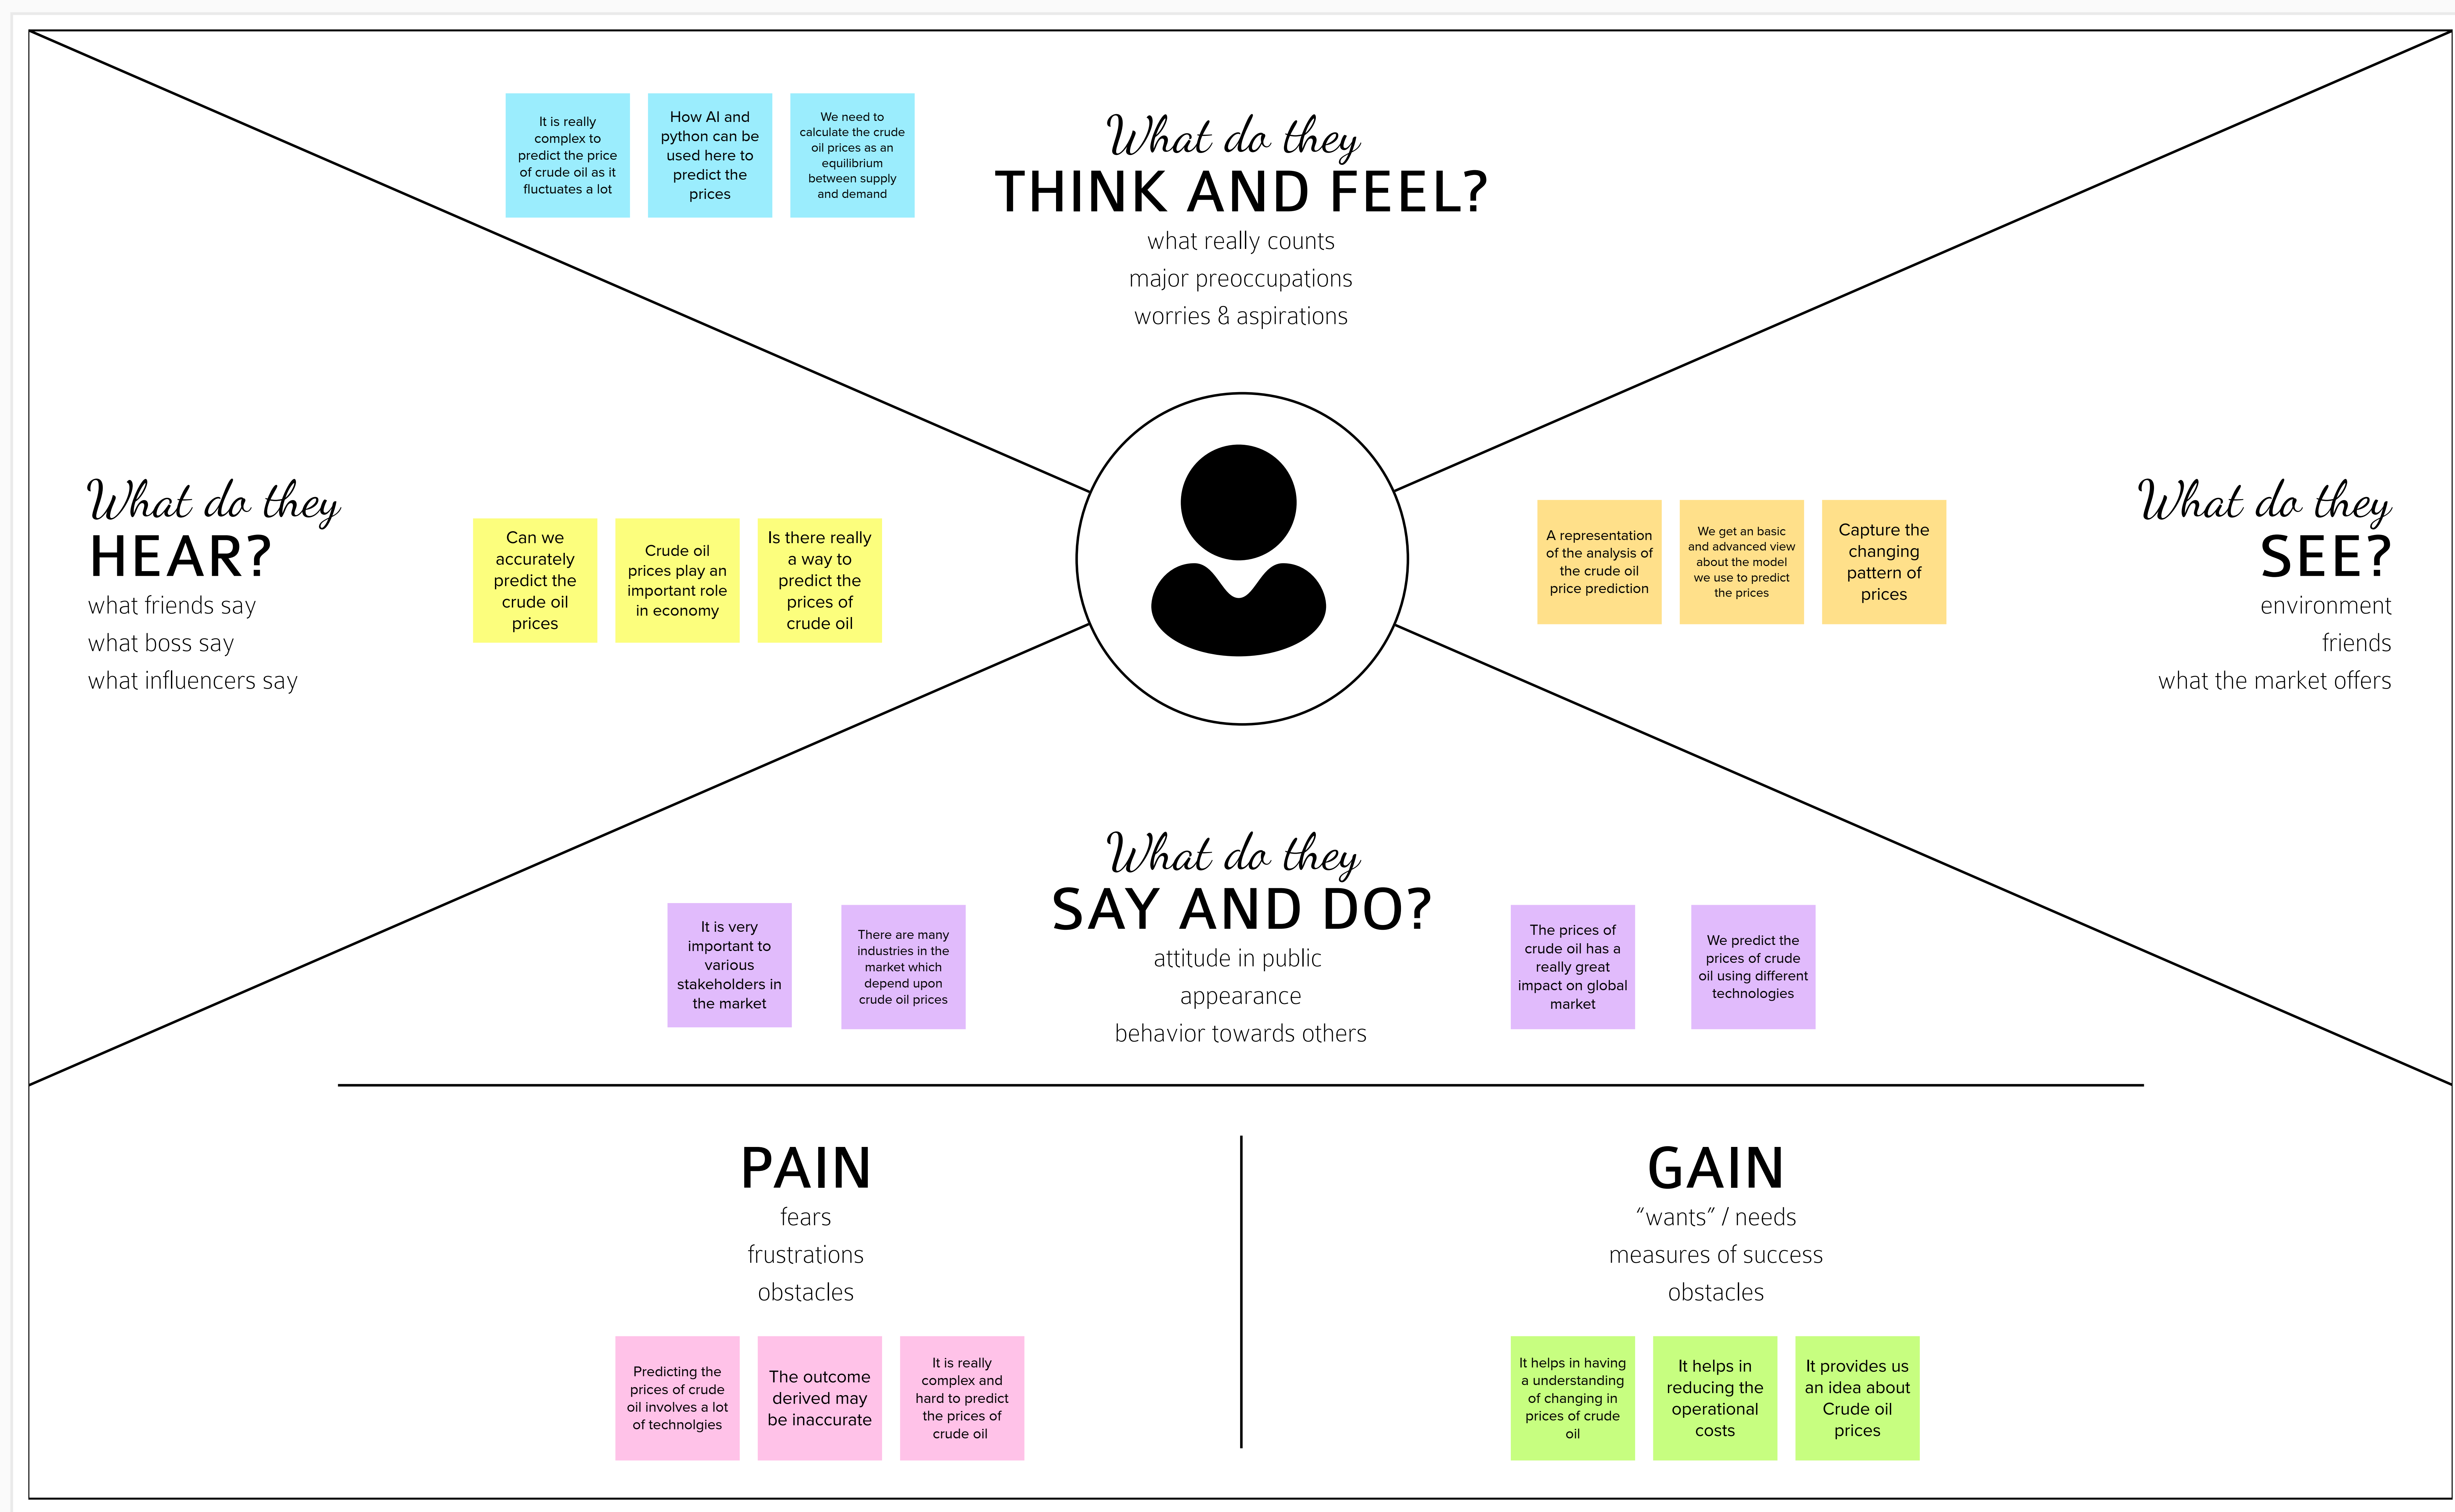 It is really
complex to
predict the price
of crude oil as it
fluctuates a lot
How AI and
python can be
used here to
predict the
prices
We need to
calculate the crude
oil prices as an
equilibrium
between supply
and demand
What do they
THINK AND FEEL?
what really counts
major preoccupations
worries & aspirations
What do they
HEAR?
what friends say
what boss say
what influencers say
Can we
accurately
predict the
crude oil
prices
Crude oil
prices play an
important role
in economy
Is there really
a way to
predict the
prices of
crude oil
A representation
of the analysis of
the crude oil
price prediction
We get an basic
and advanced view
about the model
we use to predict
the prices
Capture the
changing
pattern of
prices
What do they
SEE?
environment
friends
what the market offers
What do they
SAY AND DO?
attitude in public
appearance
behavior towards others
It is very
important to
various
stakeholders in
the market
There are many
industries in the
market which
depend upon
crude oil prices
The prices of
crude oil has a
really great
impact on global
market
We predict the
prices of crude
oil using different
technologies
PAIN
fears
frustrations
obstacles
Predicting the
prices of crude
oil involves a lot
of technolgies
The outcome
derived may
be inaccurate
It is really
complex and
hard to predict
the prices of
crude oil
GAIN
“wants” / needs
measures of success
obstacles
It helps in having
a understanding
of changing in
prices of crude
oil
It helps in
reducing the
operational
costs
It provides us
an idea about
Crude oil
prices